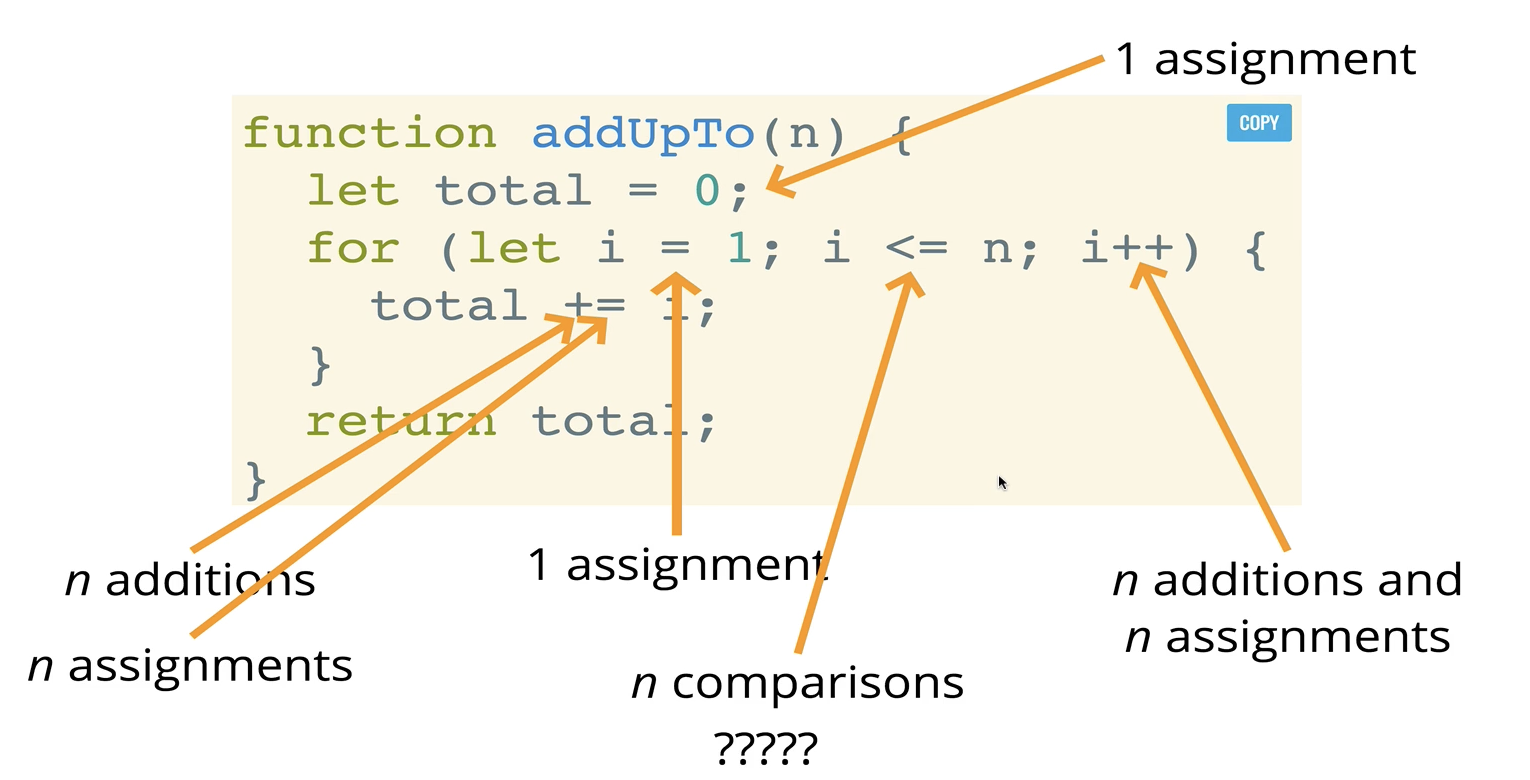 1 assignment
COPY
function addUpTo(n) {
let total = 0;
for (let i = 1; i <= n; i++) {
total += i;
}
return total;
}
n additions
n assignments
1 assignment
n comparisons
?????
n additions and
n assignments